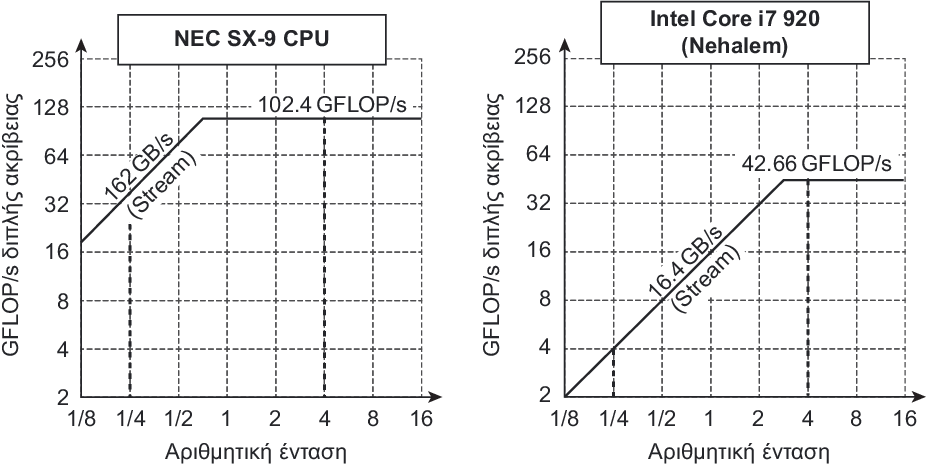 NEC SX-9 CPU
GFLOP/s διπλής ακρίβειας
256
128
64
32
16
8
4
2
102.4 GFLOP/s
162 GB/s
(Stream)
1/8 1/4 1/2 1 2 4 8 16
Αριθμητική ένταση
Intel Core i7 920
(Nehalem)
GFLOP/s διπλής ακρίβειας
256
128
64
32
16
8
4
2
42.66 GFLOP/s
16.4 GB/s
(Stream)
1/8 1/4 1/2 1 2 4 8 16
Αριθμητική ένταση